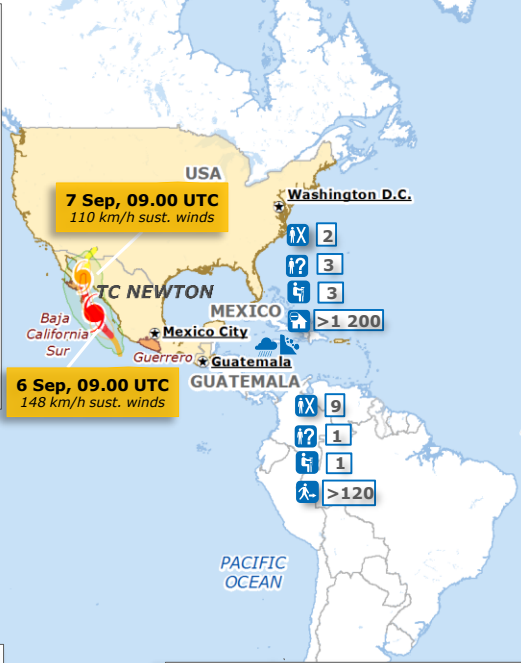 USA
Washington D.C.
7 Sep, 09.00 UTC
110 km/h sust. winds
2
3
TC NEWTON
3
MEXICO
>1 200
Baja
California
Sur
Mexico City
Guerrero
Guatemala
6 Sep, 09.00 UTC
148 km/h sust. winds
GUATEMALA
9
1
1
>120
PACIFIC
OCEAN